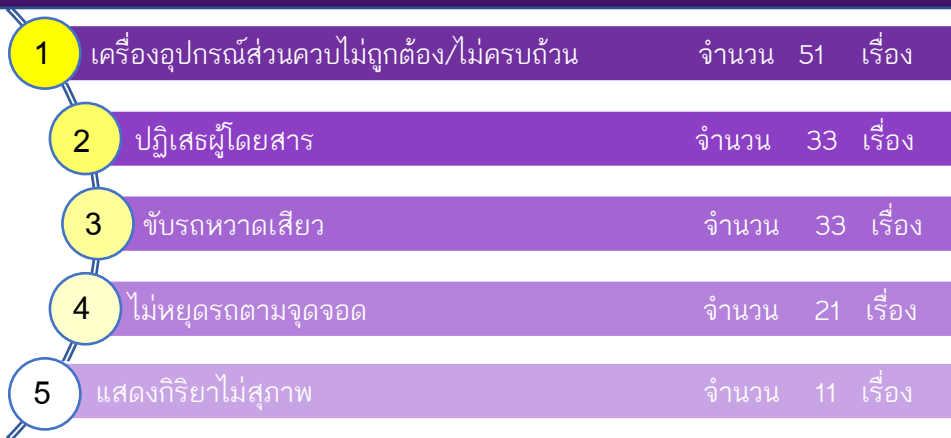 1 เครื่องอุปกรณ์ส่วนควบไม่ถูกต้อง/ไม่ครบถ้วน จำนวน 51 เรื่อง
2 ปฏิเสธผู้โดยสาร จำนวน 33 เรื่อง
3 ขับรถหวาดเสียว จำนวน 33 เรื่อง
4 ไม่หยุดรถตามจุดจอด จำนวน 21 เรื่อง
5 แสดงกิริยาไม่สุภาพ จำนวน 11 เรื่อง